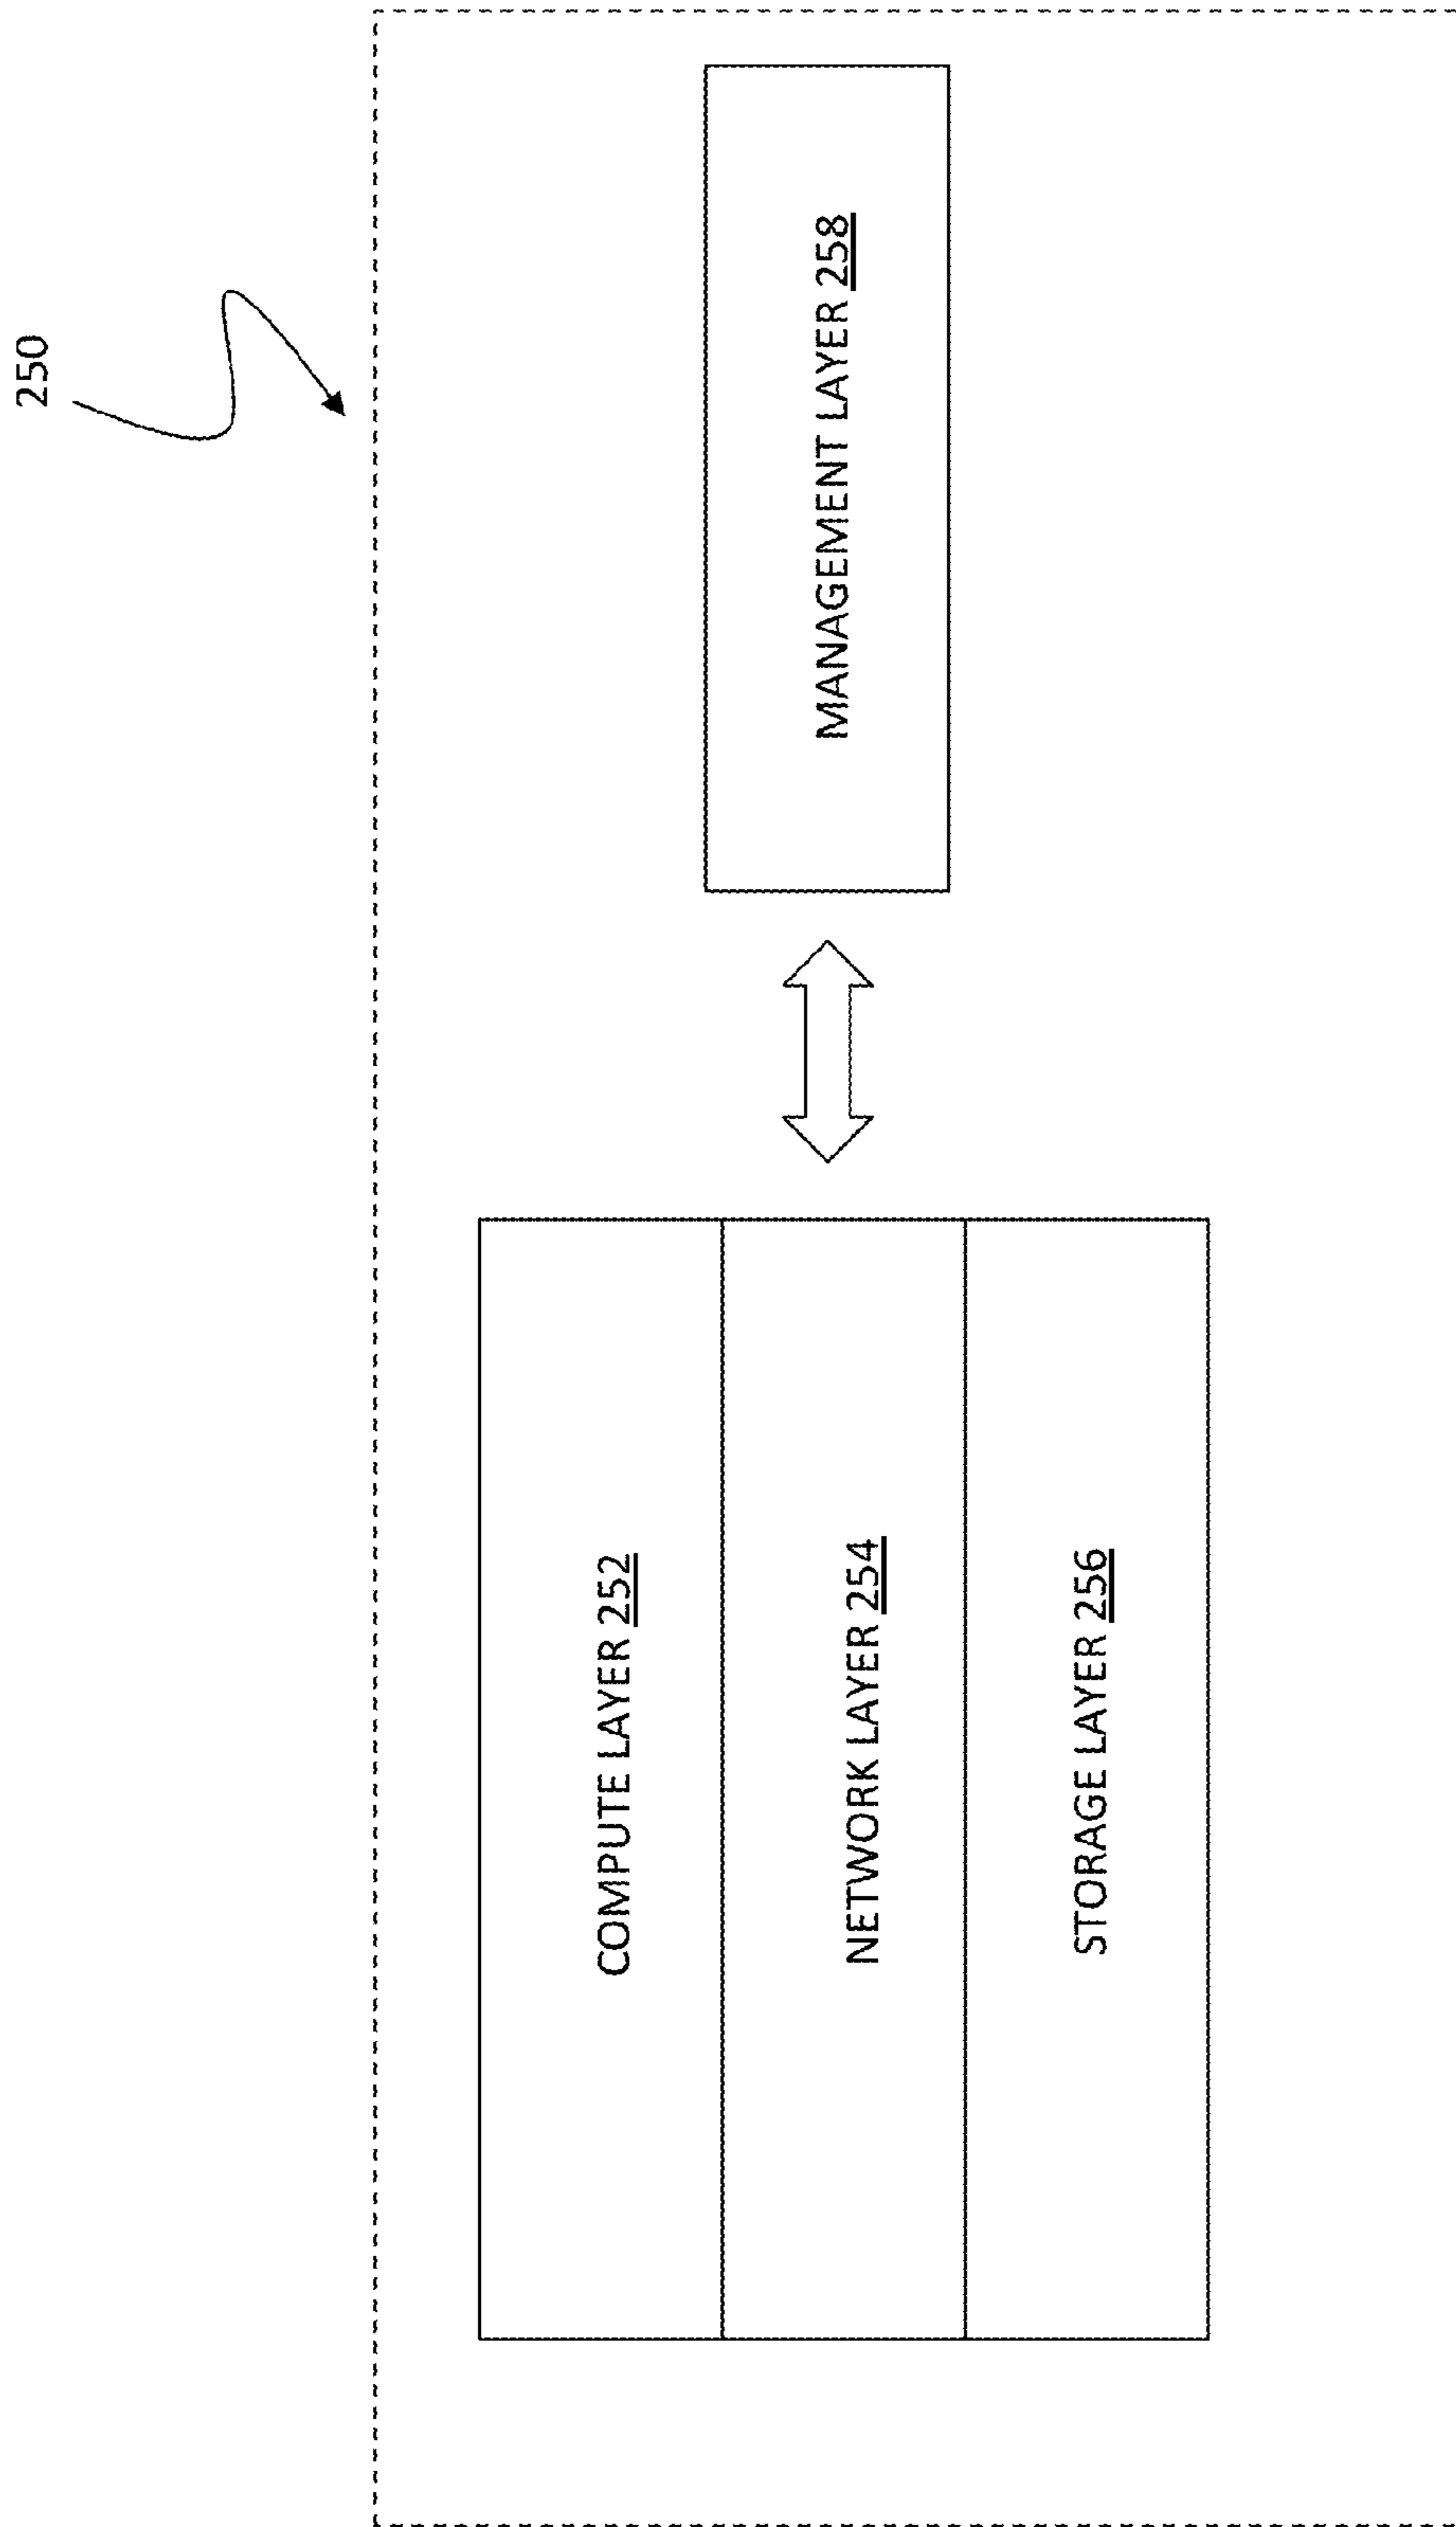 250
COMPUTE LAYER 252
NETWORK LAYER 254
STORAGE LAYER 256
MANAGEMENT LAYER 258